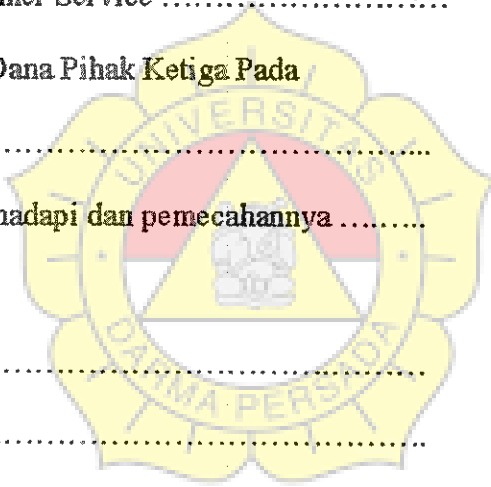 mer Service ........................................
Dana Pihak Ketiga Pada
............................................................
hadapi dan pemecahannya .........
............................................................
............................................................
UNIVERSITAS
DARMA PERSADA